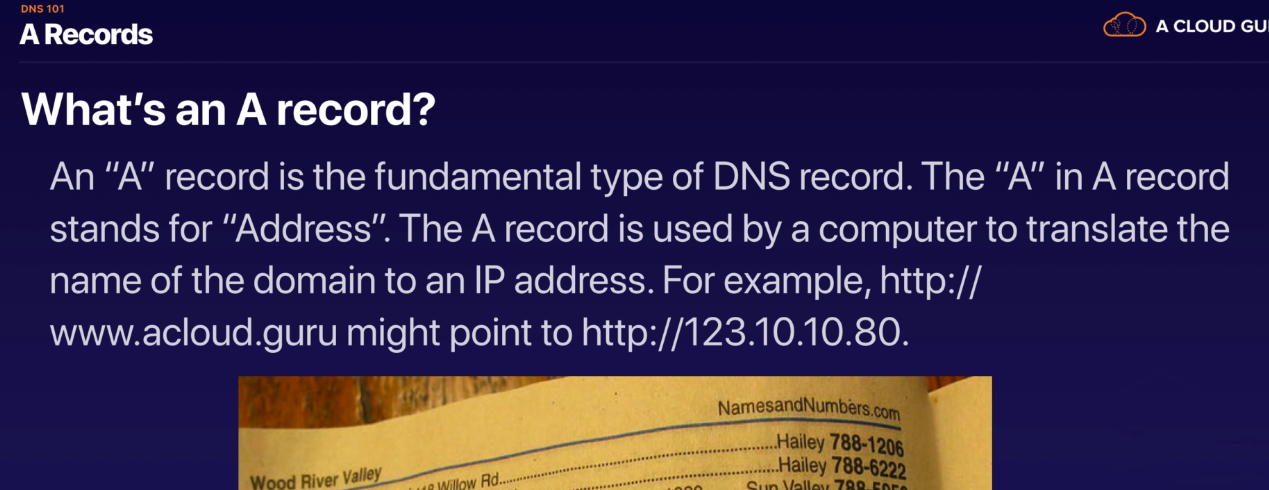 DNS 101
A Records
A CLOUD GU
What's an A record?
An “A” record is the fundamental type of DNS record. The “A” in A record
stands for “Address”. The A record is used by a computer to translate the
name of the domain to an IP address. For example, http://
www.acloud.guru might point to http://123.10.10.80.
NamesandNumbers.com
Hailey 788-1206
Wood River Valley
Willow Rd. Hailey 788-6222
Sun Valley